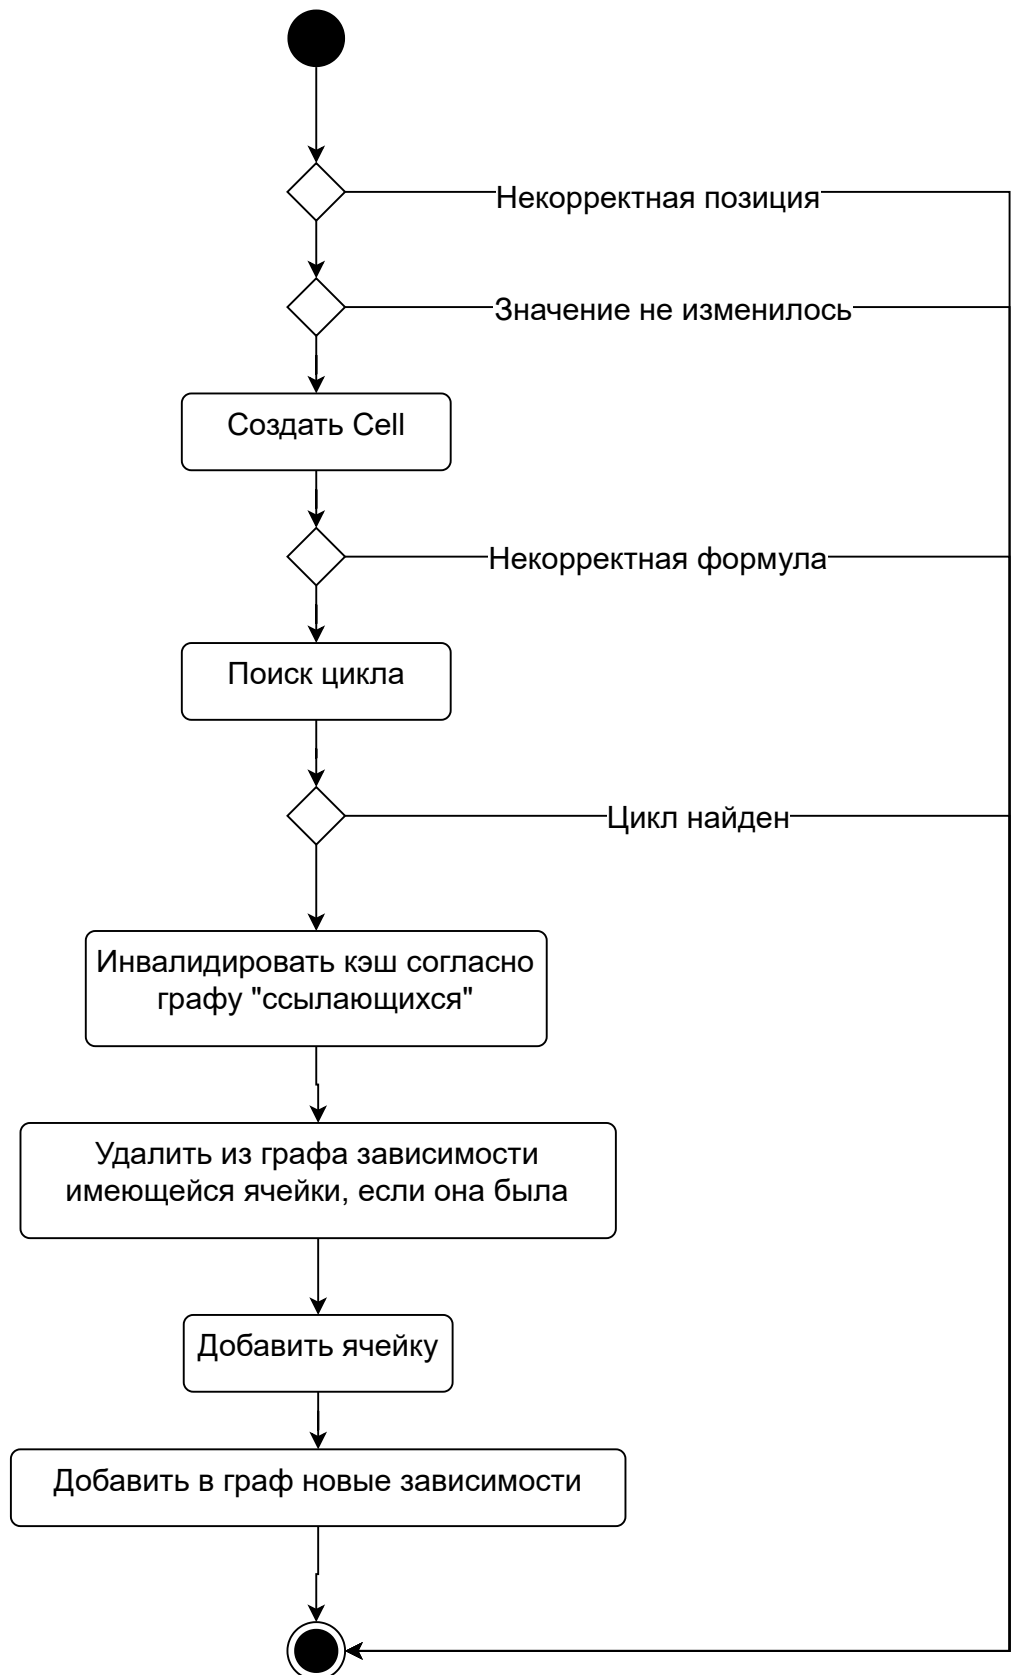 Некорректная позиция
Значение не изменилось
Создать Cell
Некорректная формула
Поиск цикла
Цикл найден
Инвалидировать кэш согласно
графу "ссылающихся"
Удалить из графа зависимости
имеющейся ячейки, если она была
Добавить ячейку
Добавить в граф новые зависимости